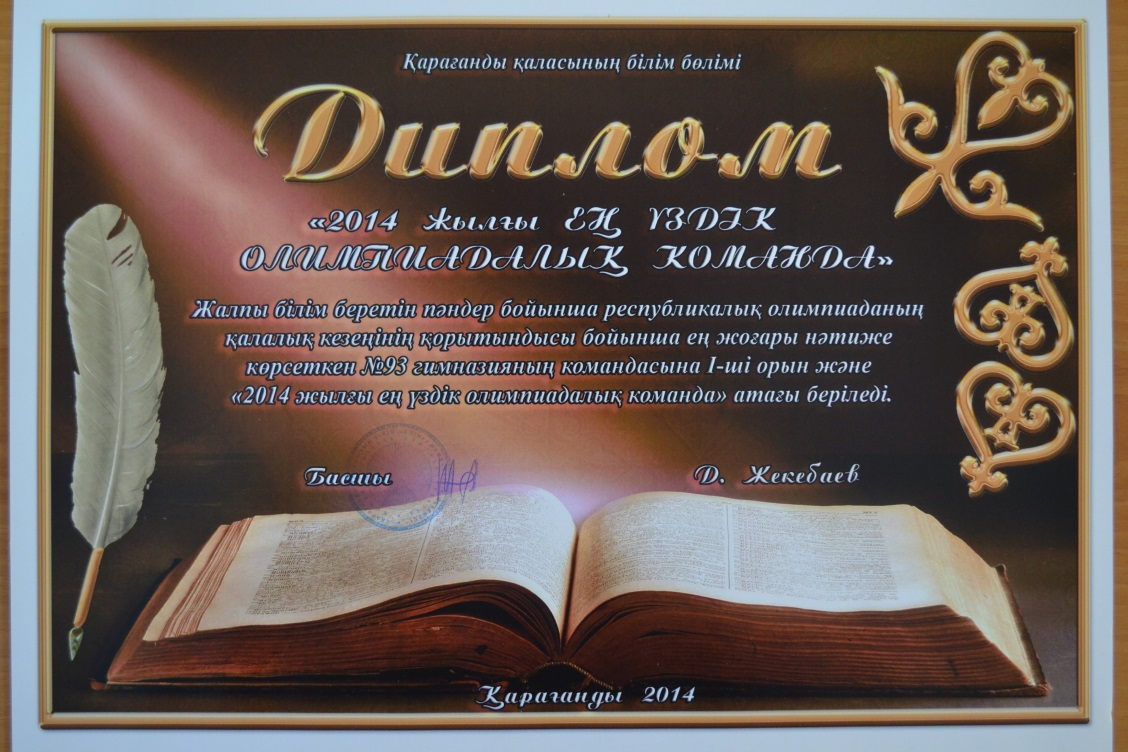 Қарағанды қаласының білім бөлімі
Диплом
«2014 жылғы ЕҢ ҮЗДІК
ОЛИМПИАДАЛЫҚ КОМАНДА»
Жалпы білім беретін пәндер бойынша республикалық олимпиаданың
қалалық кезеңінің қорытындысы бойынша ең жоғары нәтиже
көрсеткен №93 гимназияның командасына I-ші орын және
«2014 жылғы ең үздік олимпиадалық команда» атағы беріледі.
Басшы Д. Жекебаев
Қарағанды 2014